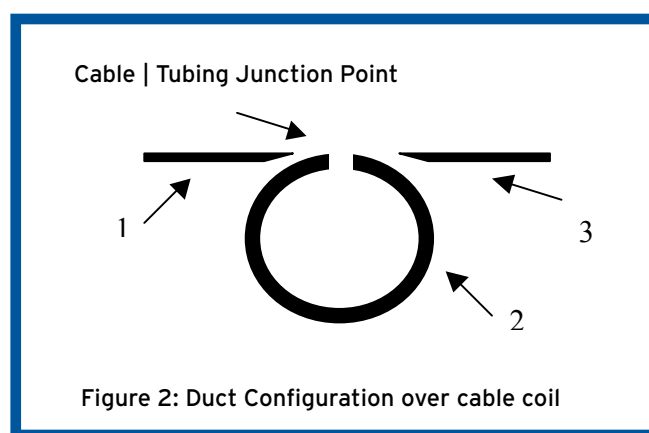 Cable | Tubing Junction Point
1
3
2
Figure 2: Duct Configuration over cable coil